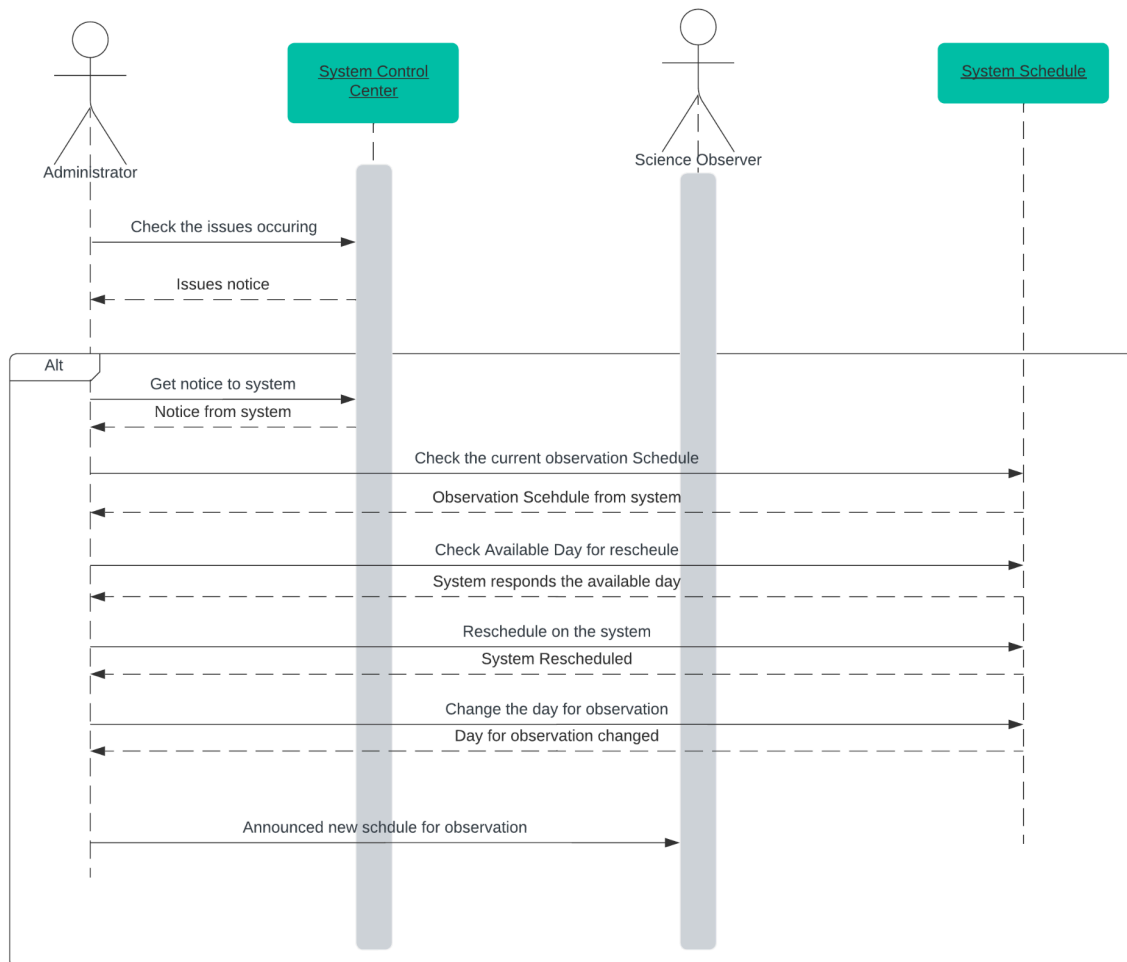 System Control
Center
System Schedule
Science Observer
Administrator
Check the issues occuring
Issues notice
Alt
Get notice to system
Notice from system
Check the current observation Schedule
Observation Scehdule from system
Check Available Day for rescheule
System responds the available day
Reschedule on the system
System Rescheduled
Change the day for observation
Day for observation changed
Announced new schdule for observation